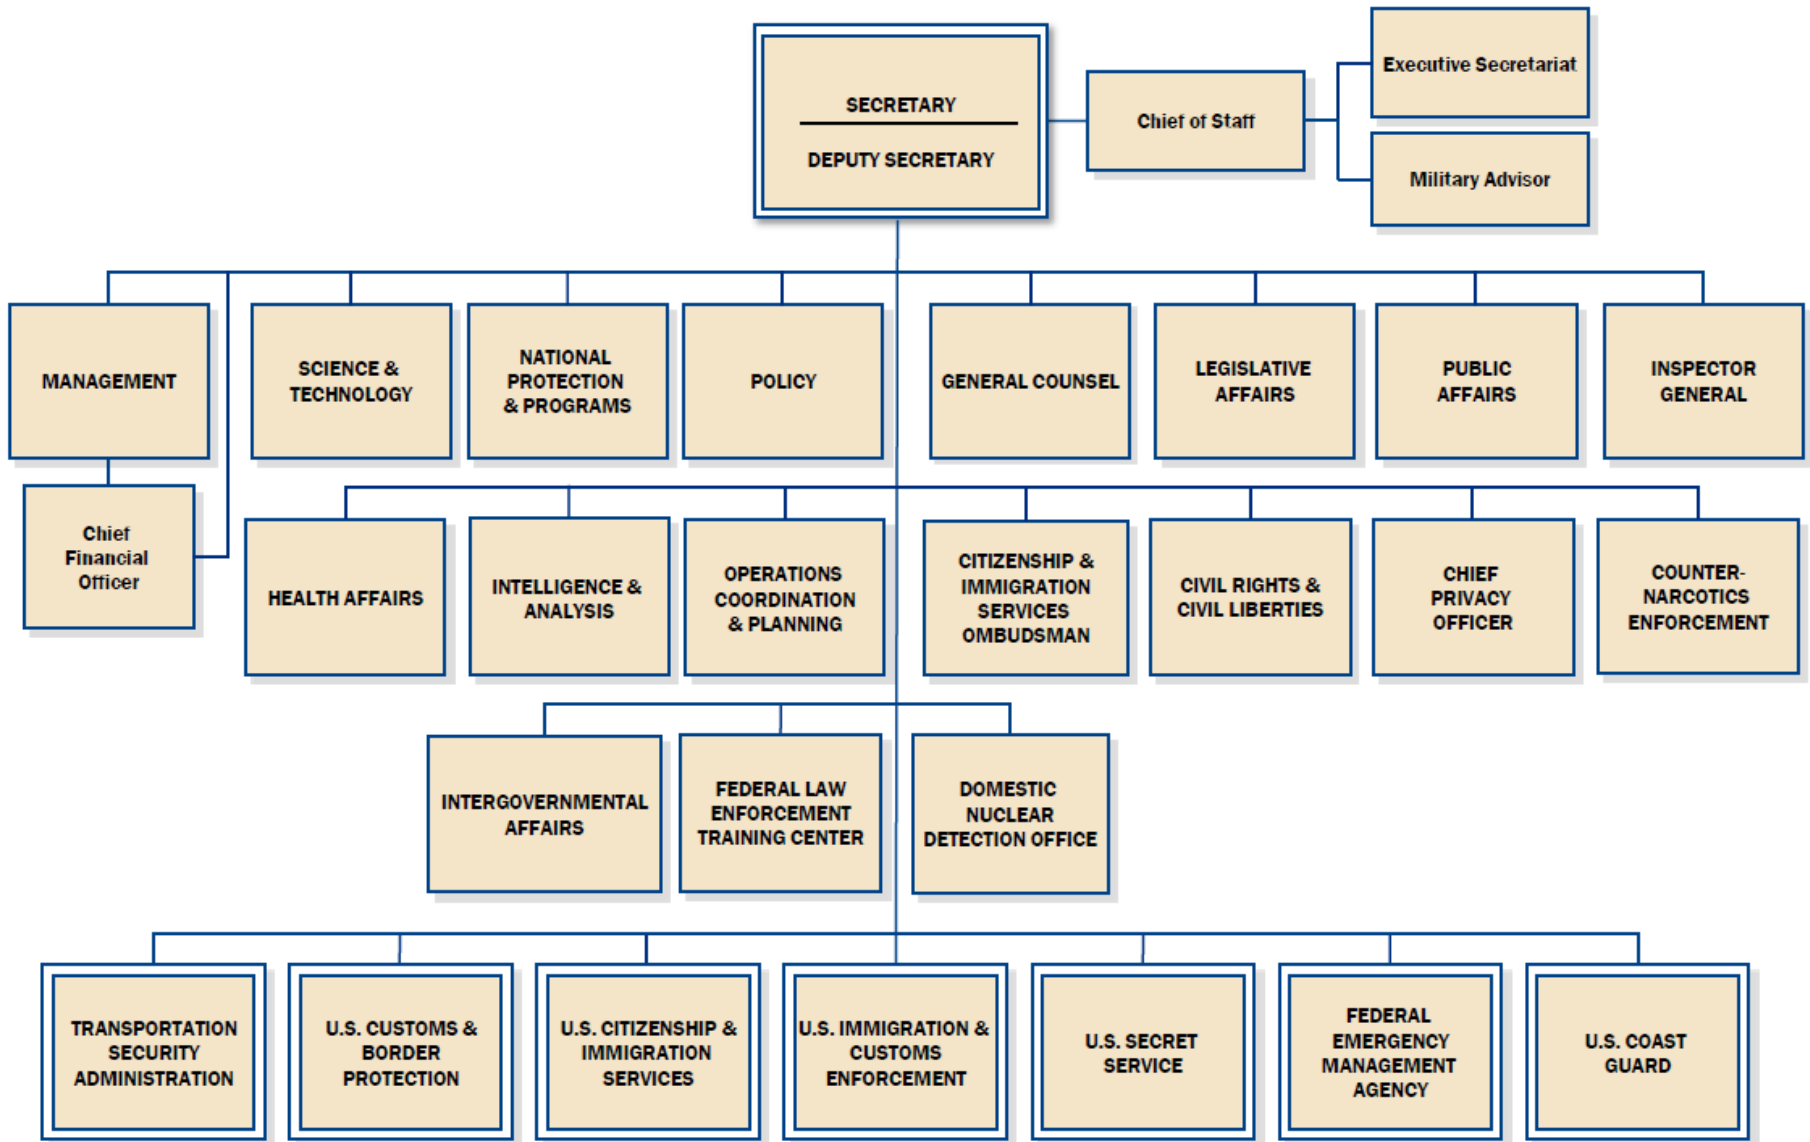 SECRETARY
DEPUTY SECRETARY
Chief of Staff
Executive Secretariat
Military Advisor
MANAGEMENT
SCIENCE &
TECHNOLOGY
NATIONAL
PROTECTION
& PROGRAMS
POLICY
GENERAL COUNSEL
LEGISLATIVE
AFFAIRS
PUBLIC
AFFAIRS
INSPECTOR
GENERAL
Chief
Financial
Officer
HEALTH AFFAIRS
INTELLIGENCE &
ANALYSIS
OPERATIONS
COORDINATION
& PLANNING
CITIZENSHIP &
IMMIGRATION
SERVICES
OMBUDSMAN
CIVIL RIGHTS &
CIVIL LIBERTIES
CHIEF
PRIVACY
OFFICER
COUNTER-
NARCOTICS
ENFORCEMENT
INTERGOVERNMENTAL
AFFAIRS
FEDERAL LAW
ENFORCEMENT
TRAINING CENTER
DOMESTIC
NUCLEAR
DETECTION OFFICE
TRANSPORTATION
SECURITY
ADMINISTRATION
U.S. CUSTOMS &
BORDER
PROTECTION
U.S. CITIZENSHIP &
IMMIGRATION
SERVICES
U.S. IMMIGRATION &
CUSTOMS
ENFORCEMENT
U.S. SECRET
SERVICE
FEDERAL
EMERGENCY
MANAGEMENT
AGENCY
U.S. COAST
GUARD